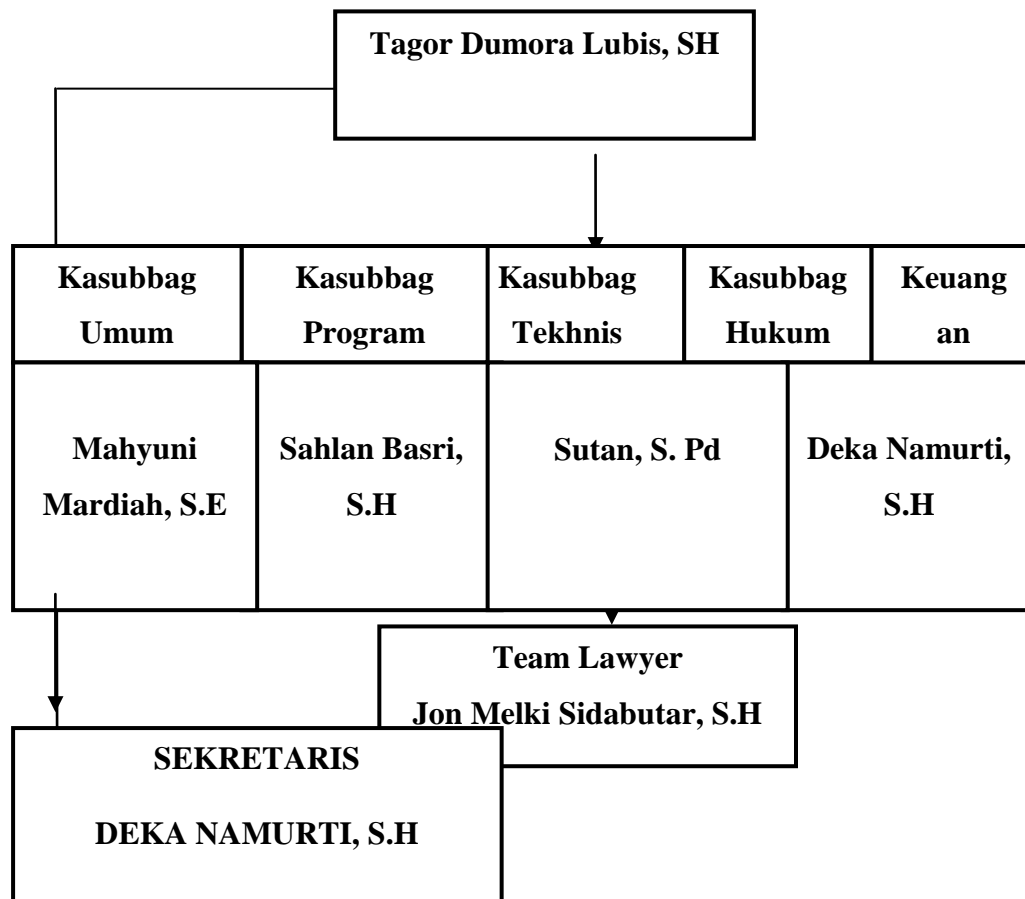 Tagor Dumora Lubis, SH
Kasubbag
Umum
Kasubbag
Program
Kasubbag
Tekhnis
Kasubbag
Hukum
Keuang
an
Mahyuni
Mardiah, S.E
Sahlan Basri,
S.H
Sutan, S. Pd
Deka Namurti,
S.H
Team Lawyer
Jon Melki Sidabutar, S.H
SEKRETARIS
DEKA NAMURTI, S.H